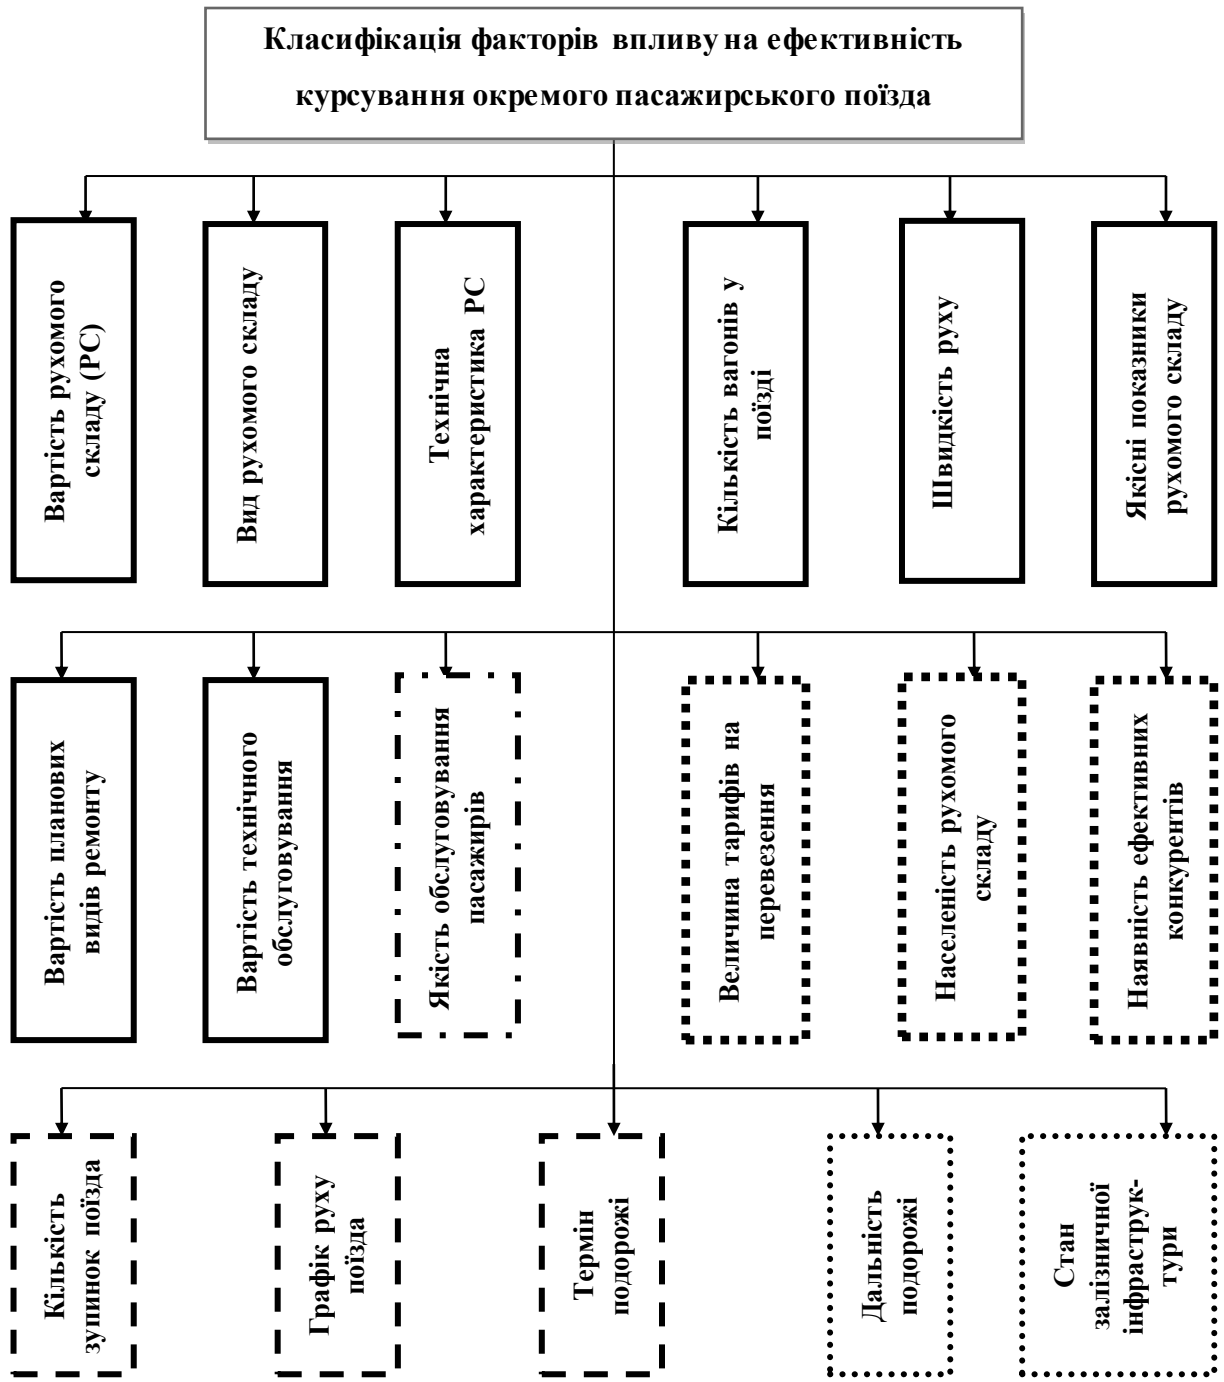 Класифікація факторів впливу на ефективність
курсування окремого пасажирського поїзда
Вартість рухомого
складу (РС)
Вид рухомого складу
Технічна
характеристика РС
Кількість вагонів у
поїзді
Швидкість руху
Якісні показники
рухомого складу
Вартість планових
видів ремонту
Вартість технічного
обслуговування
Якість обслуговування
пасажирів
Величина тарифів на
перевезення
Населеність рухомого
складу
Наявність ефективних
конкурентів
Кількість
зупинок поїзда
Графік руху
поїзда
Термін
подорожі
Дальність
подорожі
Стан
залізничної
інфраструк-
тури